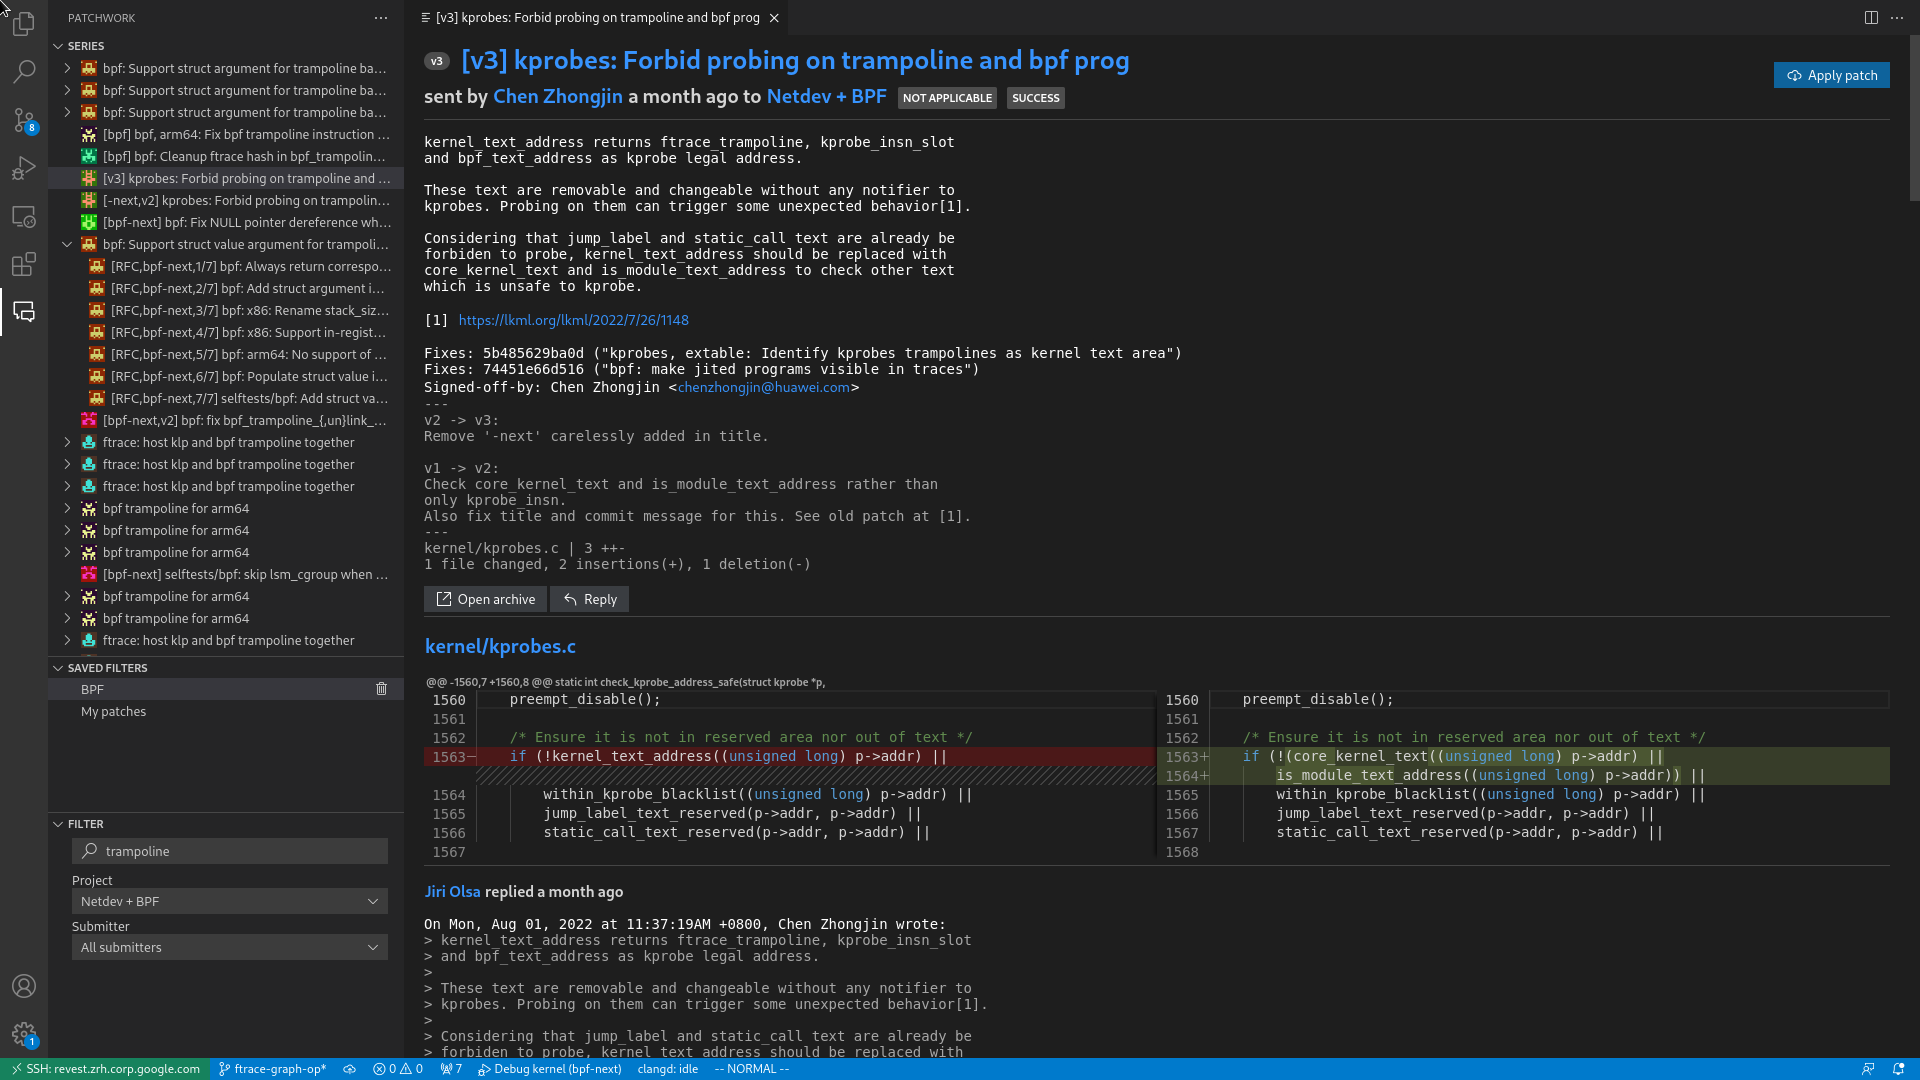 PATCHWORK
SERIES
bpf: Support struct argument for trampoline ba...
bpf: Support struct argument for trampoline ba...
bpf: Support struct argument for trampoline ba...
[bpf] bpf, arm64: Fix bpf trampoline instruction ...
[bpf] bpf: Cleanup ftrace hash in bpf_trampolin...
[v3] kprobes: Forbid probing on trampoline and ...
[-next,v2] kprobes: Forbid probing on trampolin...
[bpf-next] bpf: Fix NULL pointer dereference wh...
bpf: Support struct value argument for trampoli...
[RFC,bpf-next,1/7] bpf: Always return correspo...
[RFC,bpf-next,2/7] bpf: Add struct argument i...
[RFC,bpf-next,3/7] bpf: x86: Rename stack_siz...
[RFC,bpf-next,4/7] bpf: x86: Support in-regist...
[RFC,bpf-next,5/7] bpf: arm64: No support of ...
[RFC,bpf-next,6/7] bpf: Populate struct value i...
[RFC,bpf-next,7/7] selftests/bpf: Add struct va...
[bpf-next,v2] bpf: fix bpf_trampoline_{,un}link_...
ftrace: host klp and bpf trampoline together
ftrace: host klp and bpf trampoline together
ftrace: host klp and bpf trampoline together
bpf trampoline for arm64
bpf trampoline for arm64
bpf trampoline for arm64
[bpf-next] selftests/bpf: skip lsm_cgroup when ...
bpf trampoline for arm64
bpf trampoline for arm64
ftrace: host klp and bpf trampoline together
SAVED FILTERS
BPF
My patches
FILTER
trampoline
Project
Netdev + BPF
Submitter
All submitters
8
1
[v3] kprobes: Forbid probing on trampoline and bpf prog
v3 [v3] kprobes: Forbid probing on trampoline and bpf prog
Apply patch
sent by Chen Zhongjin a month ago to Netdev + BPF NOT APPLICABLE SUCCESS
kernel_text_address returns ftrace_trampoline, kprobe_insn_slot
and bpf_text_address as kprobe legal address.
These text are removable and changeable without any notifier to
kprobes. Probing on them can trigger some unexpected behavior[1].
Considering that jump_label and static_call text are already be
forbiden to probe, kernel_text_address should be replaced with
core_kernel_text and is_module_text_address to check other text
which is unsafe to kprobe.
[1] https://lkml.org/lkml/2022/7/26/1148
Fixes: 5b485629ba0d ("kprobes, extable: Identify kprobes trampolines as kernel text area")
Fixes: 74451e66d516 ("bpf: make jited programs visible in traces")
Signed-off-by: Chen Zhongjin <chenzhongjin@huawei.com>
---
v2 -> v3:
Remove '-next' carelessly added in title.
v1 -> v2:
Check core_kernel_text and is_module_text_address rather than
only kprobe_insn.
Also fix title and commit message for this. See old patch at [1].
---
kernel/kprobes.c | 3 ++-
1 file changed, 2 insertions(+), 1 deletion(-)
Open archive Reply
kernel/kprobes.c
@@ -1560,7 +1560,8 @@ static int check_kprobe_address_safe(struct kprobe *p,
1560 preempt_disable();
1561
1562 /* Ensure it is not in reserved area nor out of text */
1563− if (!kernel_text_address((unsigned long) p->addr) ||
1564 within_kprobe_blacklist((unsigned long) p->addr) ||
1565 jump_label_text_reserved(p->addr, p->addr) ||
1566 static_call_text_reserved(p->addr, p->addr) ||
1567
1560 preempt_disable();
1561
1562 /* Ensure it is not in reserved area nor out of text */
1563+ if (!(core_kernel_text((unsigned long) p->addr) ||
1564+ is_module_text_address((unsigned long) p->addr)) ||
1565 within_kprobe_blacklist((unsigned long) p->addr) ||
1566 jump_label_text_reserved(p->addr, p->addr) ||
1567 static_call_text_reserved(p->addr, p->addr) ||
1568
Jiri Olsa replied a month ago
On Mon, Aug 01, 2022 at 11:37:19AM +0800, Chen Zhongjin wrote:
> kernel_text_address returns ftrace_trampoline, kprobe_insn_slot
> and bpf_text_address as kprobe legal address.
>
> These text are removable and changeable without any notifier to
> kprobes. Probing on them can trigger some unexpected behavior[1].
>
> Considering that jump_label and static_call text are already be
> forbiden to probe, kernel_text_address should be replaced with
SSH: revest.zrh.corp.google.com ftrace-graph-op* 0 0 7 Debug kernel (bpf-next) clangd: idle -- NORMAL --